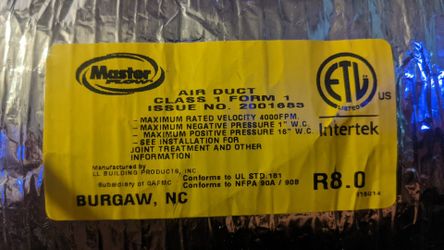 Master
FLOW
AIR DUCT
CLASS 1 FORM 1
ISSUE NO. 2001683
- MAXIMUM RATED VELOCITY 4000FPM.
- MAXIMUM NEGATIVE PRESSURE 1" W.C.
- MAXIMUM POSITIVE PRESSURE 16" W.C.
- SEE INSTALLATION FOR
JOINT TREATMENT AND OTHER
INFORMATION
ETL
LISTED
US
Intertek
Manufactured by
LL BUILDING PRODUCTS, INC.
Subsidiary of GAFMC
Conforms to UL STD.181
Conforms to NFPA 90A / 90B
R8.0
BURGAW, NC